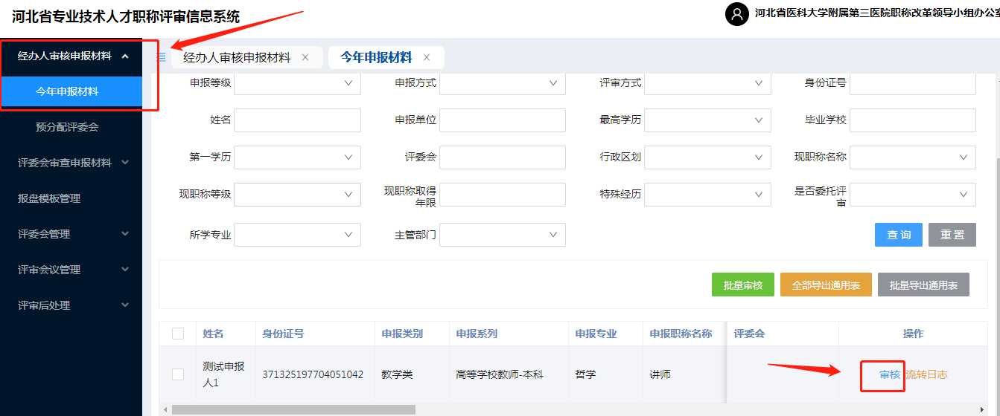 河北省专业技术人才职称评审信息系统
河北省医科大学附属第三医院职称改革领导小组办公室
经办人审核申报材料
今年申报材料
预分配评委会
评委会审查申报材料
报盘模板管理
评委会管理
评审会议管理
评审后处理
经办人审核申报材料 ×
今年申报材料 ×
申报等级 申报方式 评审方式 身份证号
姓名 申报单位 最高学历 毕业学校
第一学历 评委会 行政区划 现职称名称
现职称等级 现职称取得 特殊经历 是否委托评
年限 审
所学专业 主管部门 查 询 重 置
批量审核 全部导出通用表 批量导出通用表
姓名 身份证号 申报类别 申报系列 申报专业 申报职称名称 评委会 操作
测试申报
人1 371325197704051042 教学类 高等学校教师-本科 哲学 讲师 审核 流转日志